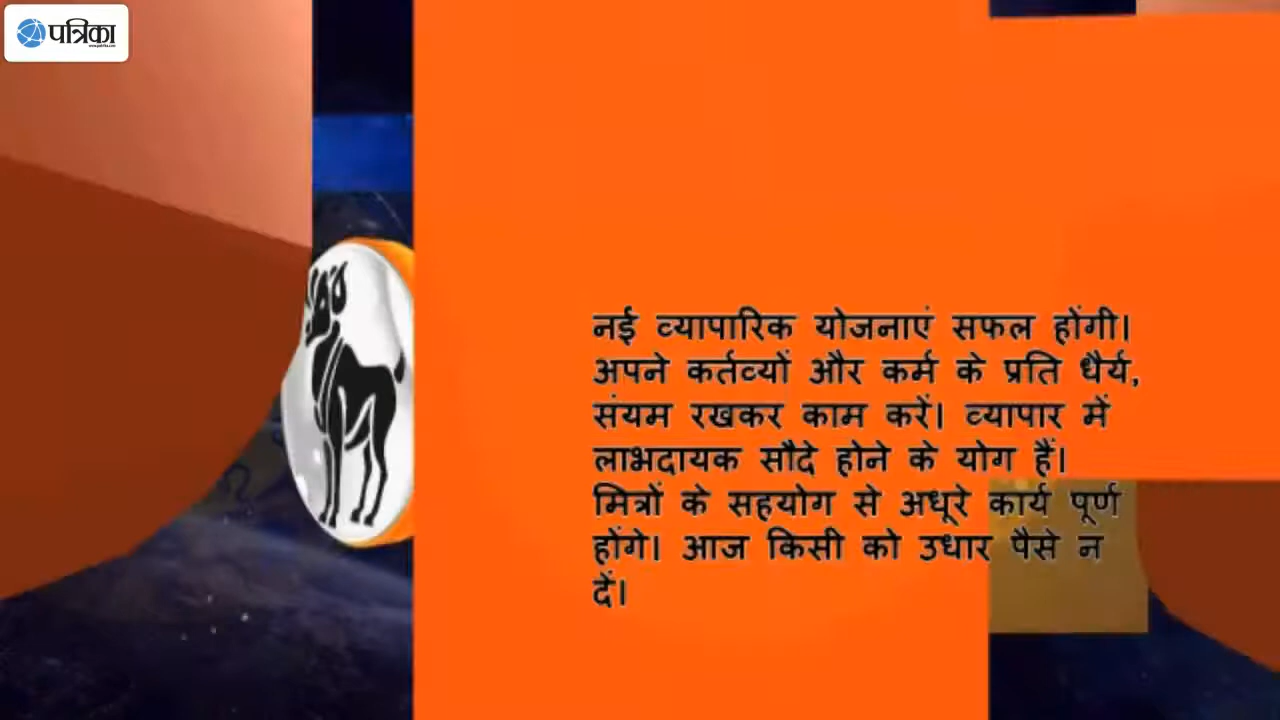 पत्रिका
नई व्यापारिक योजनाएं सफल होंगी।
अपने कर्तव्यों और कर्म के प्रति धैर्य,
संयम रखकर काम करें। व्यापार में
लाभदायक सौदे होने के योग हैं।
मित्रों के सहयोग से अधूरे कार्य पूर्ण
होंगे। आज किसी को उधार पैसे न
दें।